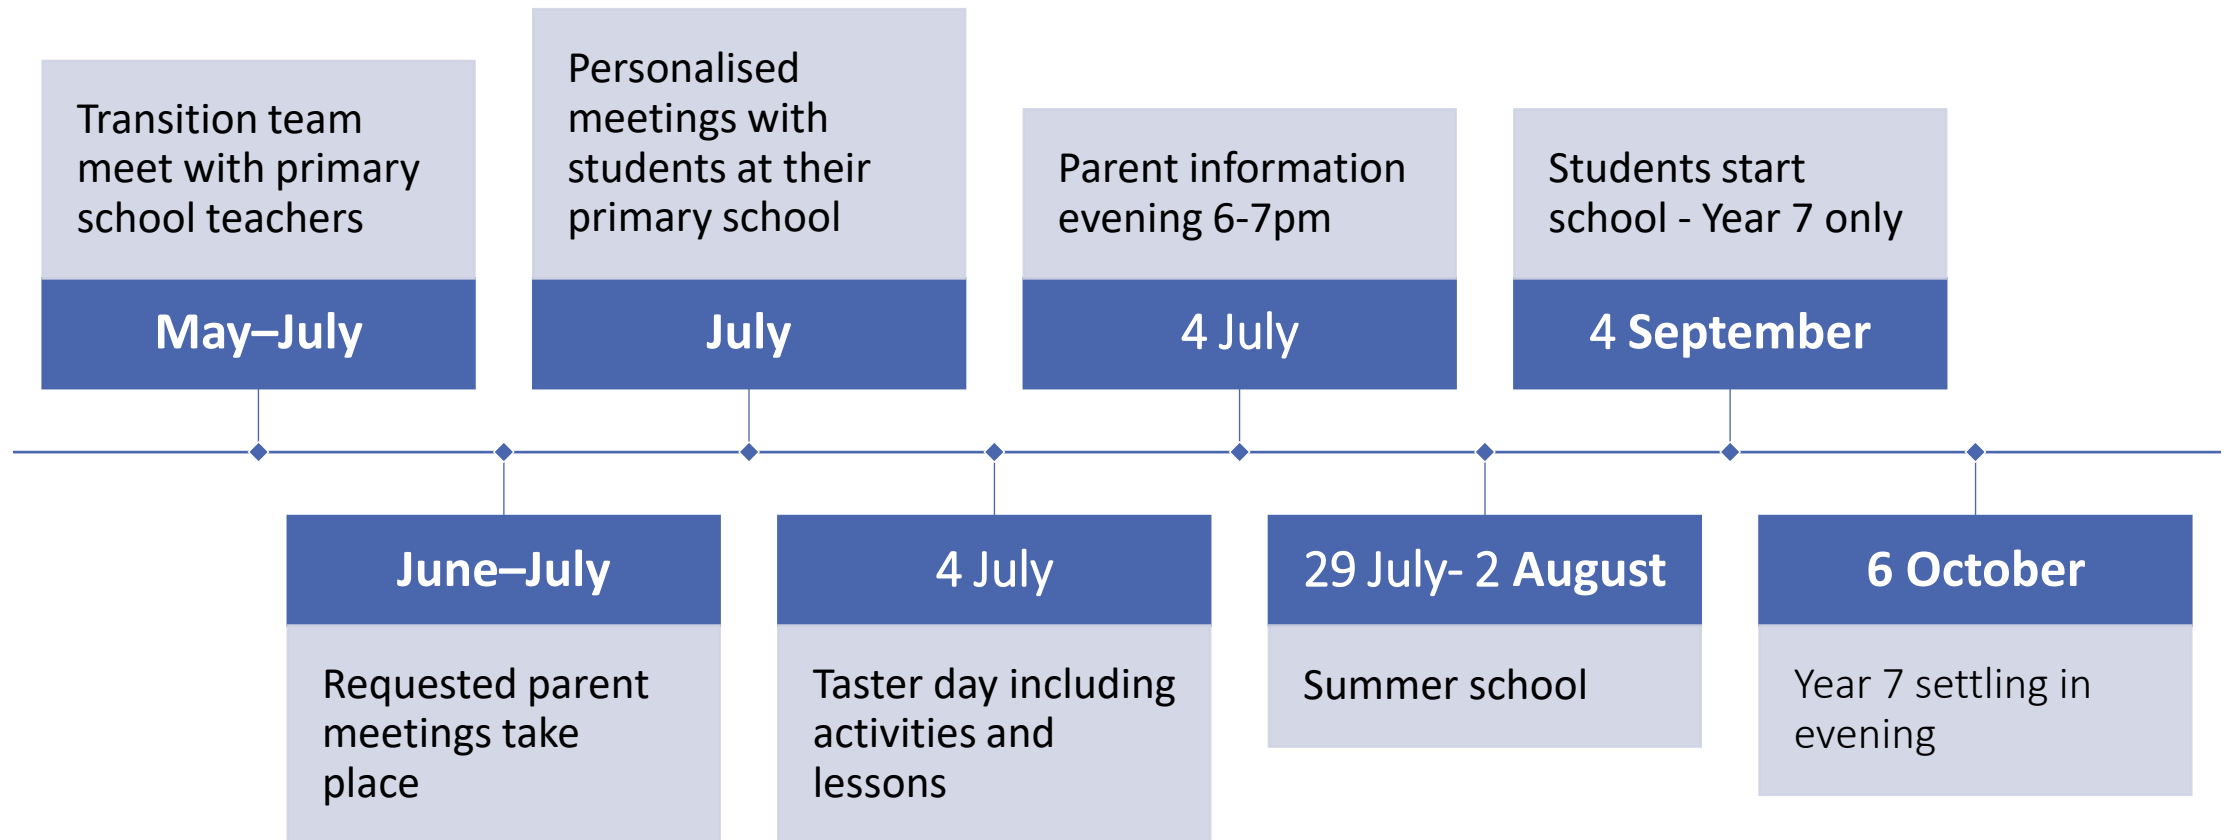 Transition team
meet with primary
school teachers
May–July
Requested parent
meetings take
place
June–July
Personalised
meetings with
students at their
primary school
July
4 July
Taster day including
activities and
lessons
Parent information
evening 6-7pm
4 July
29 July- 2 August
Summer school
Students start
school - Year 7 only
4 September
6 October
Year 7 settling in
evening